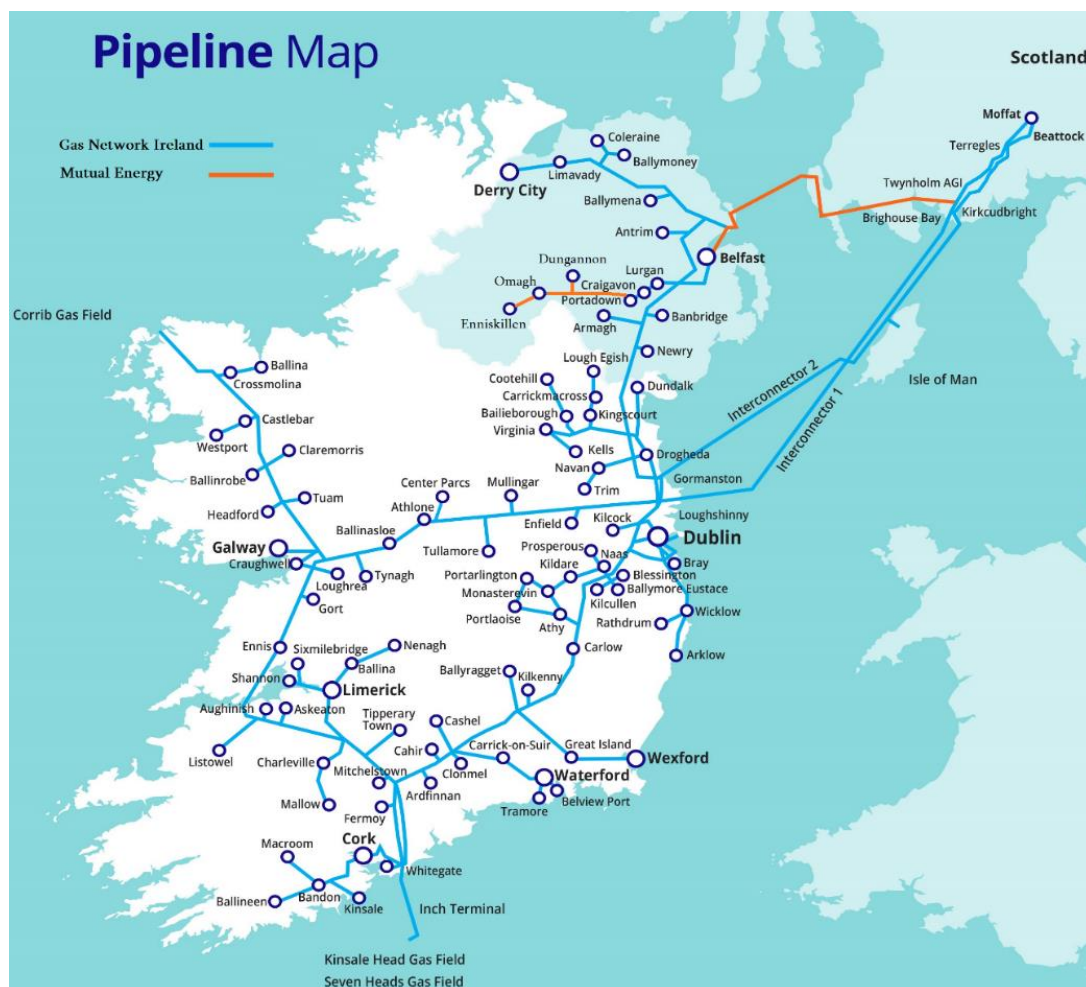 Pipeline Map
Scotland
Gas Network Ireland
Mutual Energy
Moffat
Beattock
Terregles
Coleraine
Ballymoney
Limavady
Derry City
Twynholm AGI
Kirkcudbright
Brighouse Bay
Ballymena
Antrim
Belfast
Dungannon
Lurgan
Omagh
Craigavon
Portadown
Enniskillen
Armagh
Banbridge
Corrib Gas Field
Newry
Lough Egish
Ballina
Crossmolina
Cootehill
Dundalk
Carrickmacross
Interconnector 2
Isle of Man
Interconnector 1
Castlebar
Bailieborough
Kingscourt
Virginia
Westport
Claremorris
Kells
Drogheda
Navan
Ballinrobe
Center Parcs
Mullingar
Trim
Gormanston
Tuam
Athlone
Headford
Enfield
Kilcock
Loughshinny
Ballinasloe
Dublin
Galway
Tullamore
Prosperous
Naas
Craughwell
Kildare
Bray
Loughrea
Tynagh
Portarlington
Blessington
Monasterevin
Ballymore Eustace
Gort
Kilcullen
Portlaoise
Athy
Rathdrum
Wicklow
Ennis
Sixmilebridge
Nenagh
Carlow
Arklow
Shannon
Ballina
Ballyragget
Kilkenny
Limerick
Aughinish
Askeaton
Tipperary
Town
Cashel
Listowel
Charleville
Cahir
Carrick-on-Suir
Great Island
Wexford
Mitchelstown
Clonmel
Waterford
Ardfinnan
Mallow
Fermoy
Tramore
Belview Port
Cork
Macroom
Whitegate
Ballineen
Bandon
Kinsale
Inch Terminal
Kinsale Head Gas Field
Seven Heads Gas Field